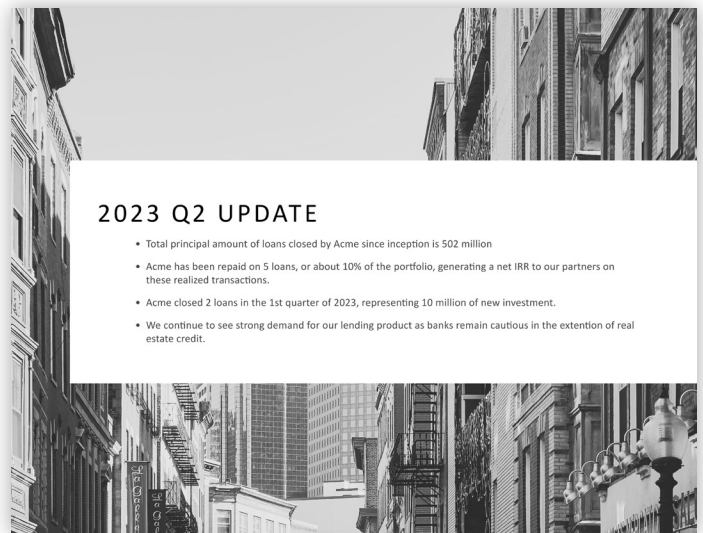 2023 Q2 UPDATE
• Total principal amount of loans closed by Acme since inception is 502 million
• Acme has been repaid on 5 loans, or about 10% of the portfolio, generating a net IRR to our partners on
these realized transactions.
• Acme closed 2 loans in the 1st quarter of 2023, representing 10 million of new investment.
• We continue to see strong demand for our lending product as banks remain cautious in the extention of real
estate credit.